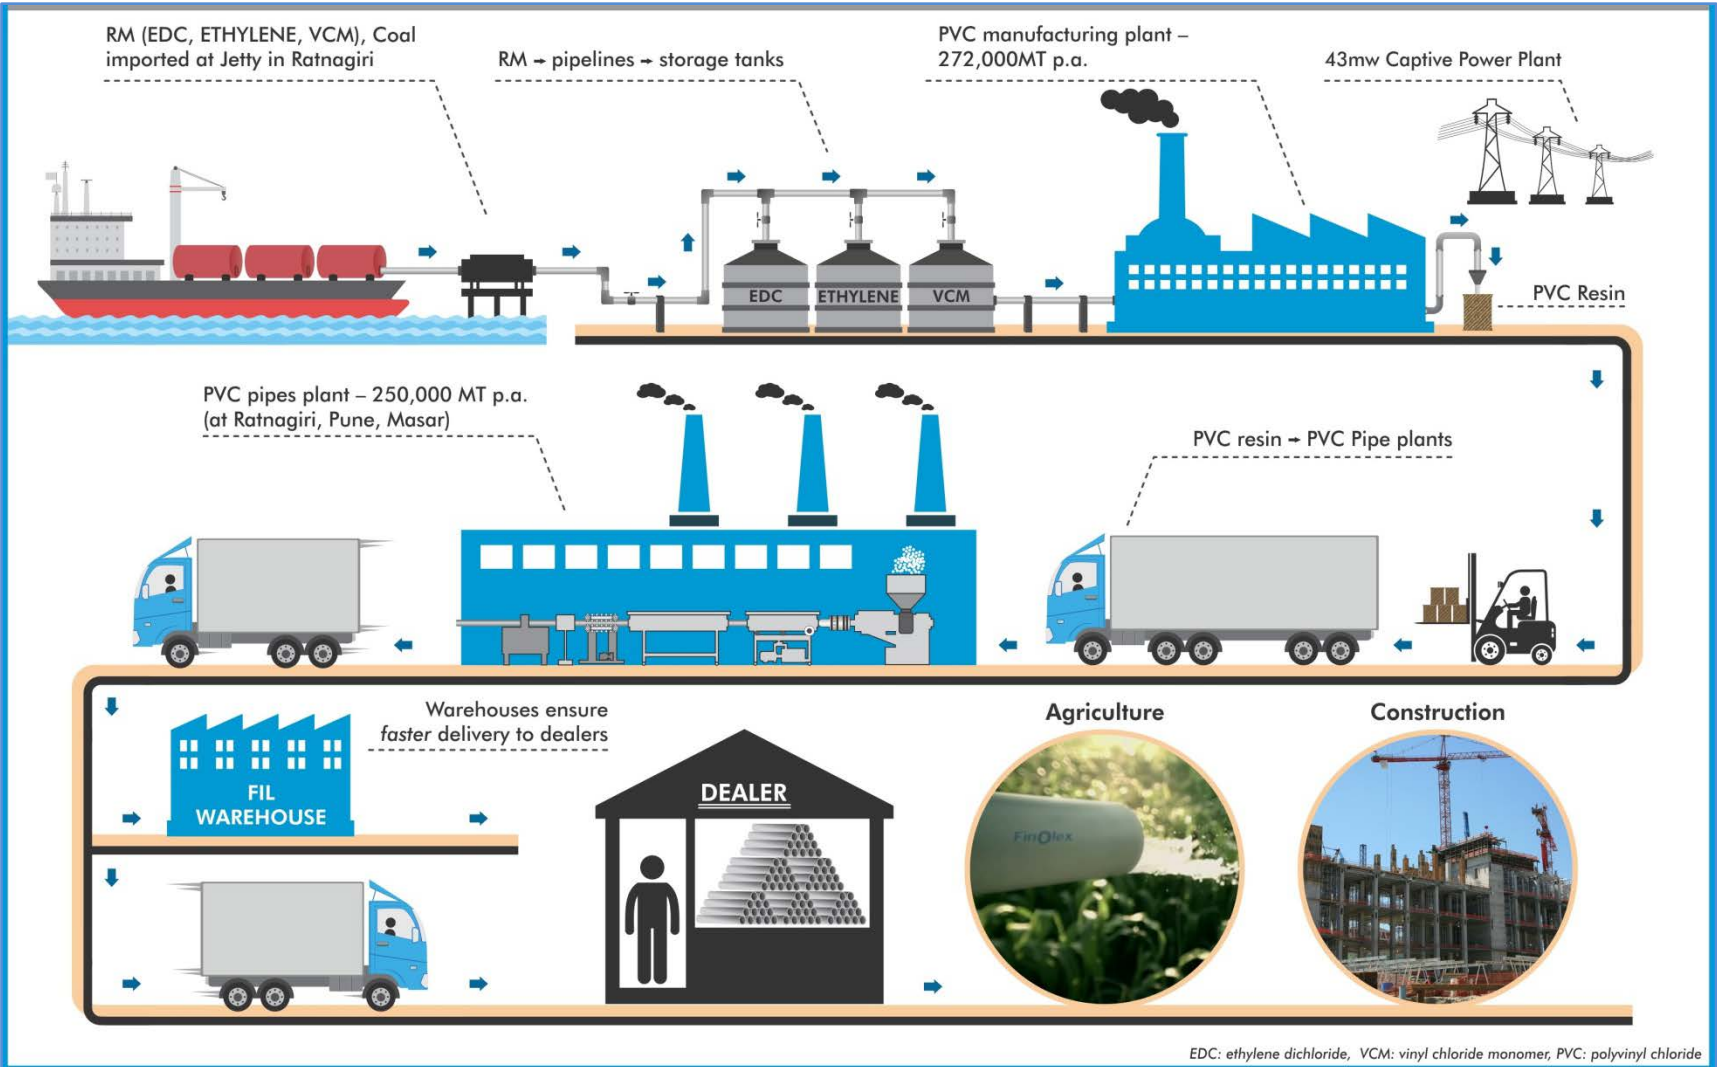 RM (EDC, ETHYLENE, VCM), Coal
imported at Jetty in Ratnagiri
RM → pipelines → storage tanks
PVC manufacturing plant –
272,000MT p.a.
43mw Captive Power Plant
EDC
ETHYLENE
VCM
PVC Resin
PVC pipes plant – 250,000 MT p.a.
(at Ratnagiri, Pune, Masar)
PVC resin → PVC Pipe plants
Warehouses ensure
faster delivery to dealers
FIL
WAREHOUSE
DEALER
Agriculture
Construction
FinOlex
EDC: ethylene dichloride, VCM: vinyl chloride monomer, PVC: polyvinyl chloride